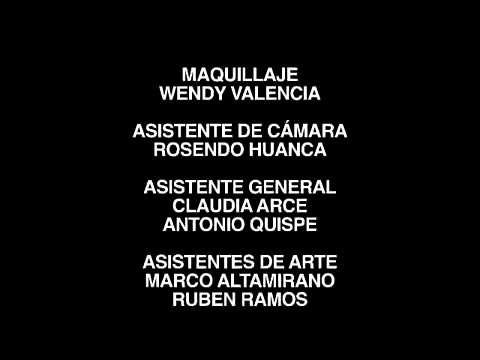 MAQUILLAJE
WENDY VALENCIA
ASISTENTE DE CÁMARA
ROSENDO HUANCA
ASISTENTE GENERAL
CLAUDIA ARCE
ANTONIO QUISPE
ASISTENTES DE ARTE
MARCO ALTAMIRANO
RUBEN RAMOS